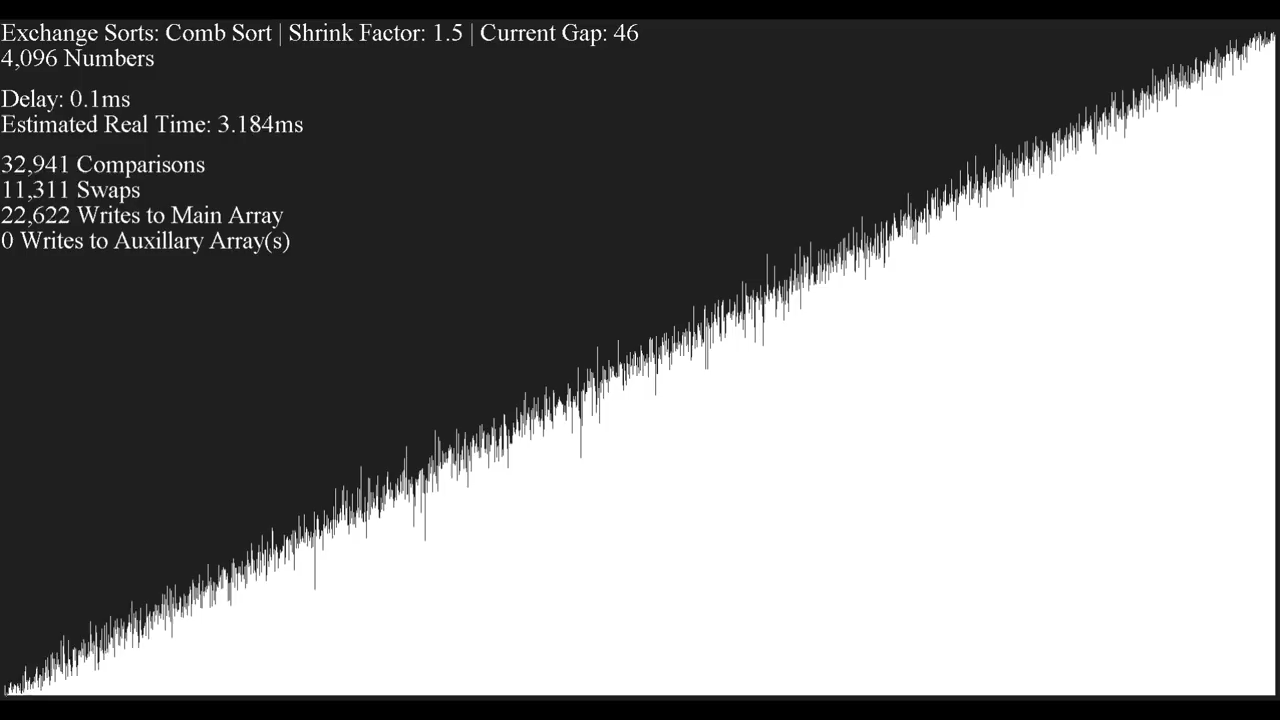 Exchange Sorts: Comb Sort | Shrink Factor: 1.5 | Current Gap: 46
4,096 Numbers
Delay: 0.1ms
Estimated Real Time: 3.184ms
32,941 Comparisons
11,311 Swaps
22,622 Writes to Main Array
0 Writes to Auxillary Array(s)